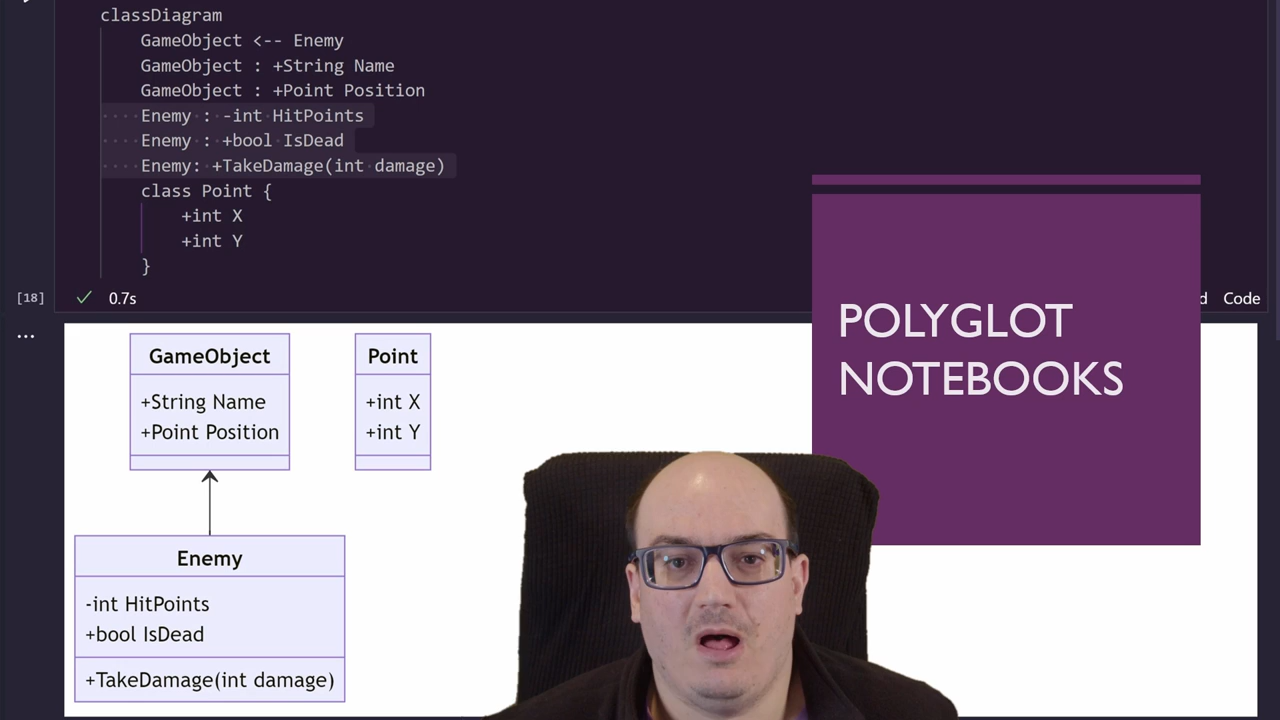 classDiagram
GameObject <-- Enemy
GameObject : +String Name
GameObject : +Point Position
Enemy : -int HitPoints
Enemy : +bool IsDead
Enemy: +TakeDamage(int damage)
class Point {
+int X
+int Y
}
[18] 0.7s
d Code
POLYGLOT
NOTEBOOKS
GameObject
+String Name
+Point Position
Point
+int X
+int Y
Enemy
-int HitPoints
+bool IsDead
+TakeDamage(int damage)